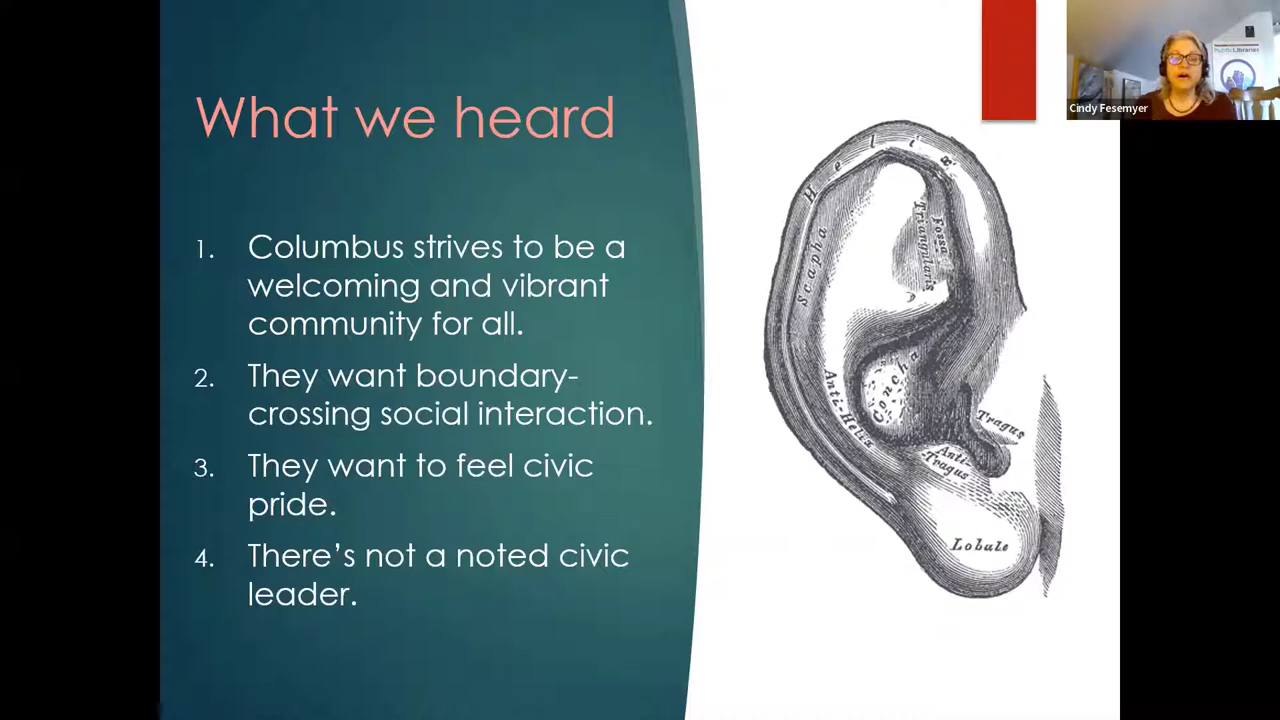 What we heard
1. Columbus strives to be a
welcoming and vibrant
community for all.
2. They want boundary-
crossing social interaction.
3. They want to feel civic
pride.
4. There's not a noted civic
leader.
Helix
Scapha
Fossa
Triangularis
Concha
Anti-Helix
Tragus
Anti-
Tragus
Lobule
Public Libraries
Cindy Fesemyer